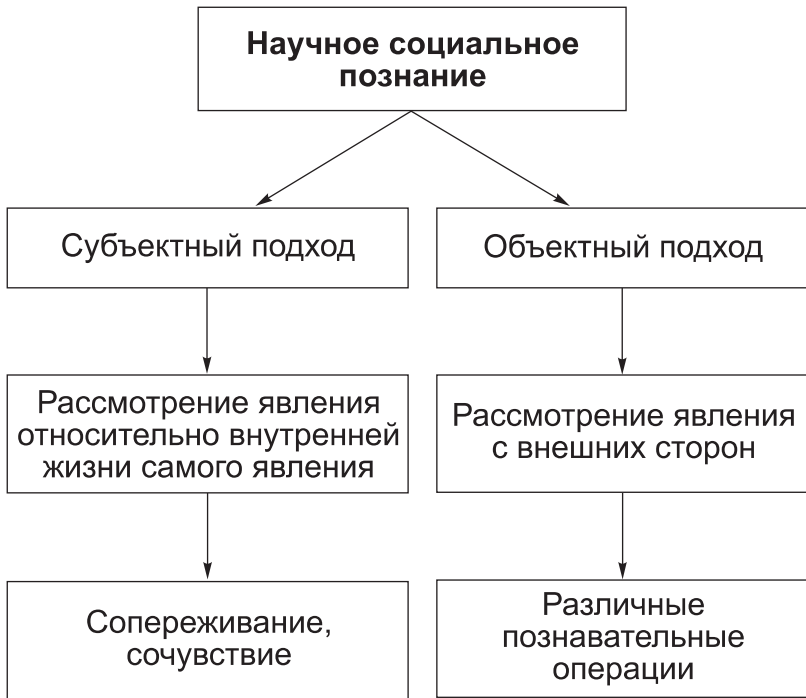 Научное социальное
познание
Субъектный подход
Объектный подход
Рассмотрение явления
относительно внутренней
жизни самого явления
Рассмотрение явления
с внешних сторон
Сопереживание,
сочувствие
Различные
познавательные
операции